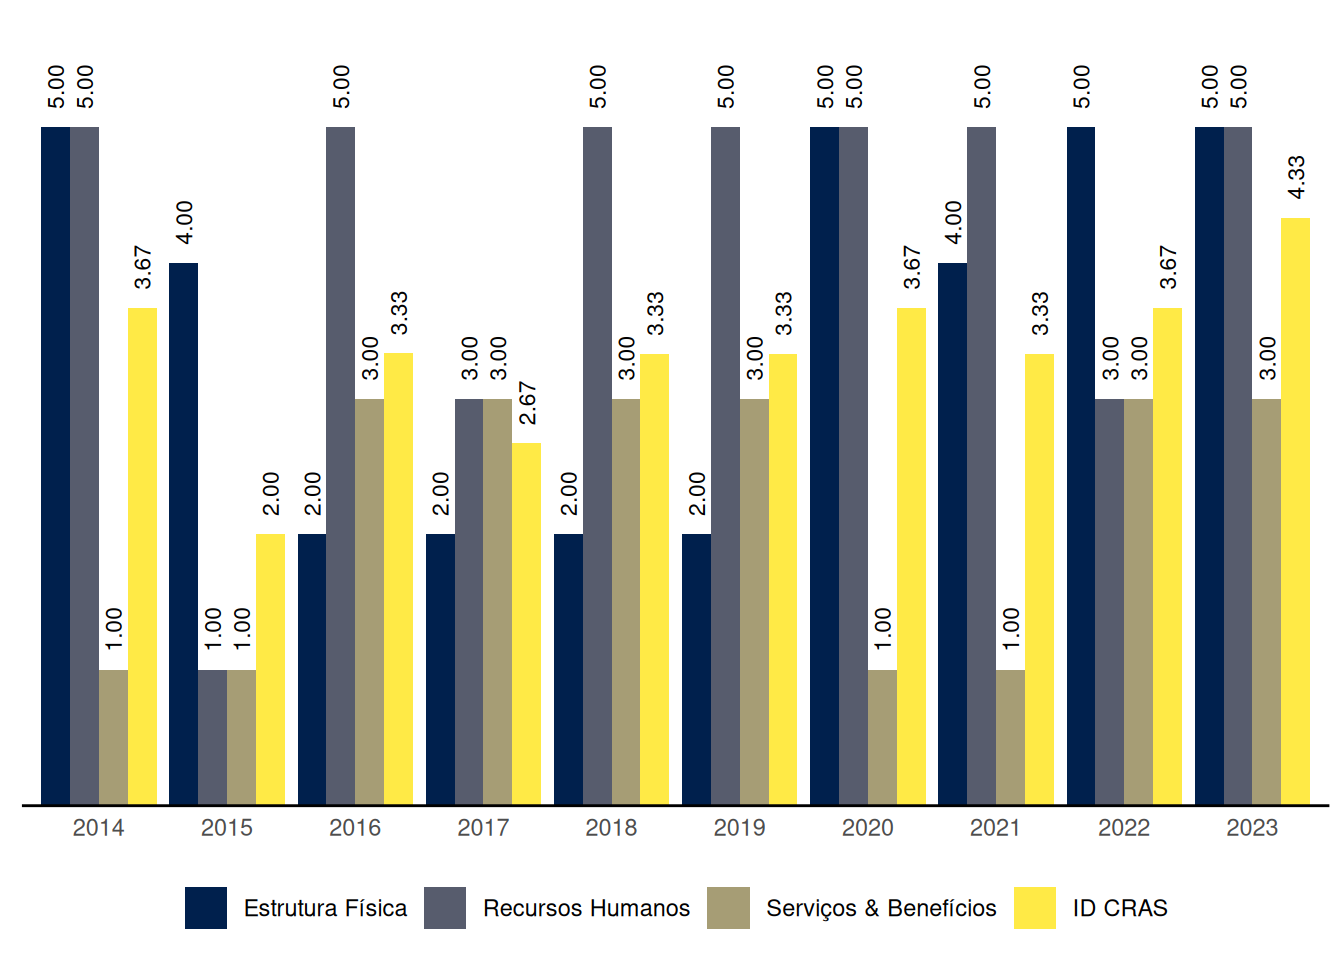 5.00 5.00 1.00 3.67
4.00 1.00 1.00 2.00
2.00 5.00 3.00 3.33
2.00 3.00 3.00 2.67
2.00 5.00 3.00 3.33
2.00 5.00 3.00 3.33
5.00 5.00 1.00 3.67
4.00 5.00 1.00 3.33
5.00 3.00 3.00 3.67
5.00 5.00 3.00 4.33
2014 2015 2016 2017 2018 2019 2020 2021 2022 2023
Estrutura Física Recursos Humanos Serviços & Benefícios ID CRAS